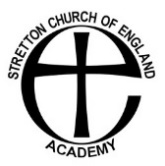 STRETTON CHURCH OF ENGLAND
ACADEMY